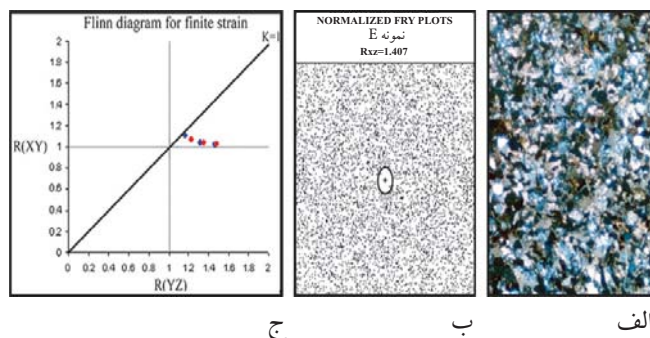 Flinn diagram for finite strain
K=1
2
1.8
1.6
1.4
1.2
R(XY) 1
0.8
0.6
0.4
0.2
0
0 0.2 0.4 0.6 0.8 1 1.2 1.4 1.6 1.8 2
R(YZ)
NORMALIZED FRY PLOTS
نمونه E
Rxz=1.407
الف
ب
ج